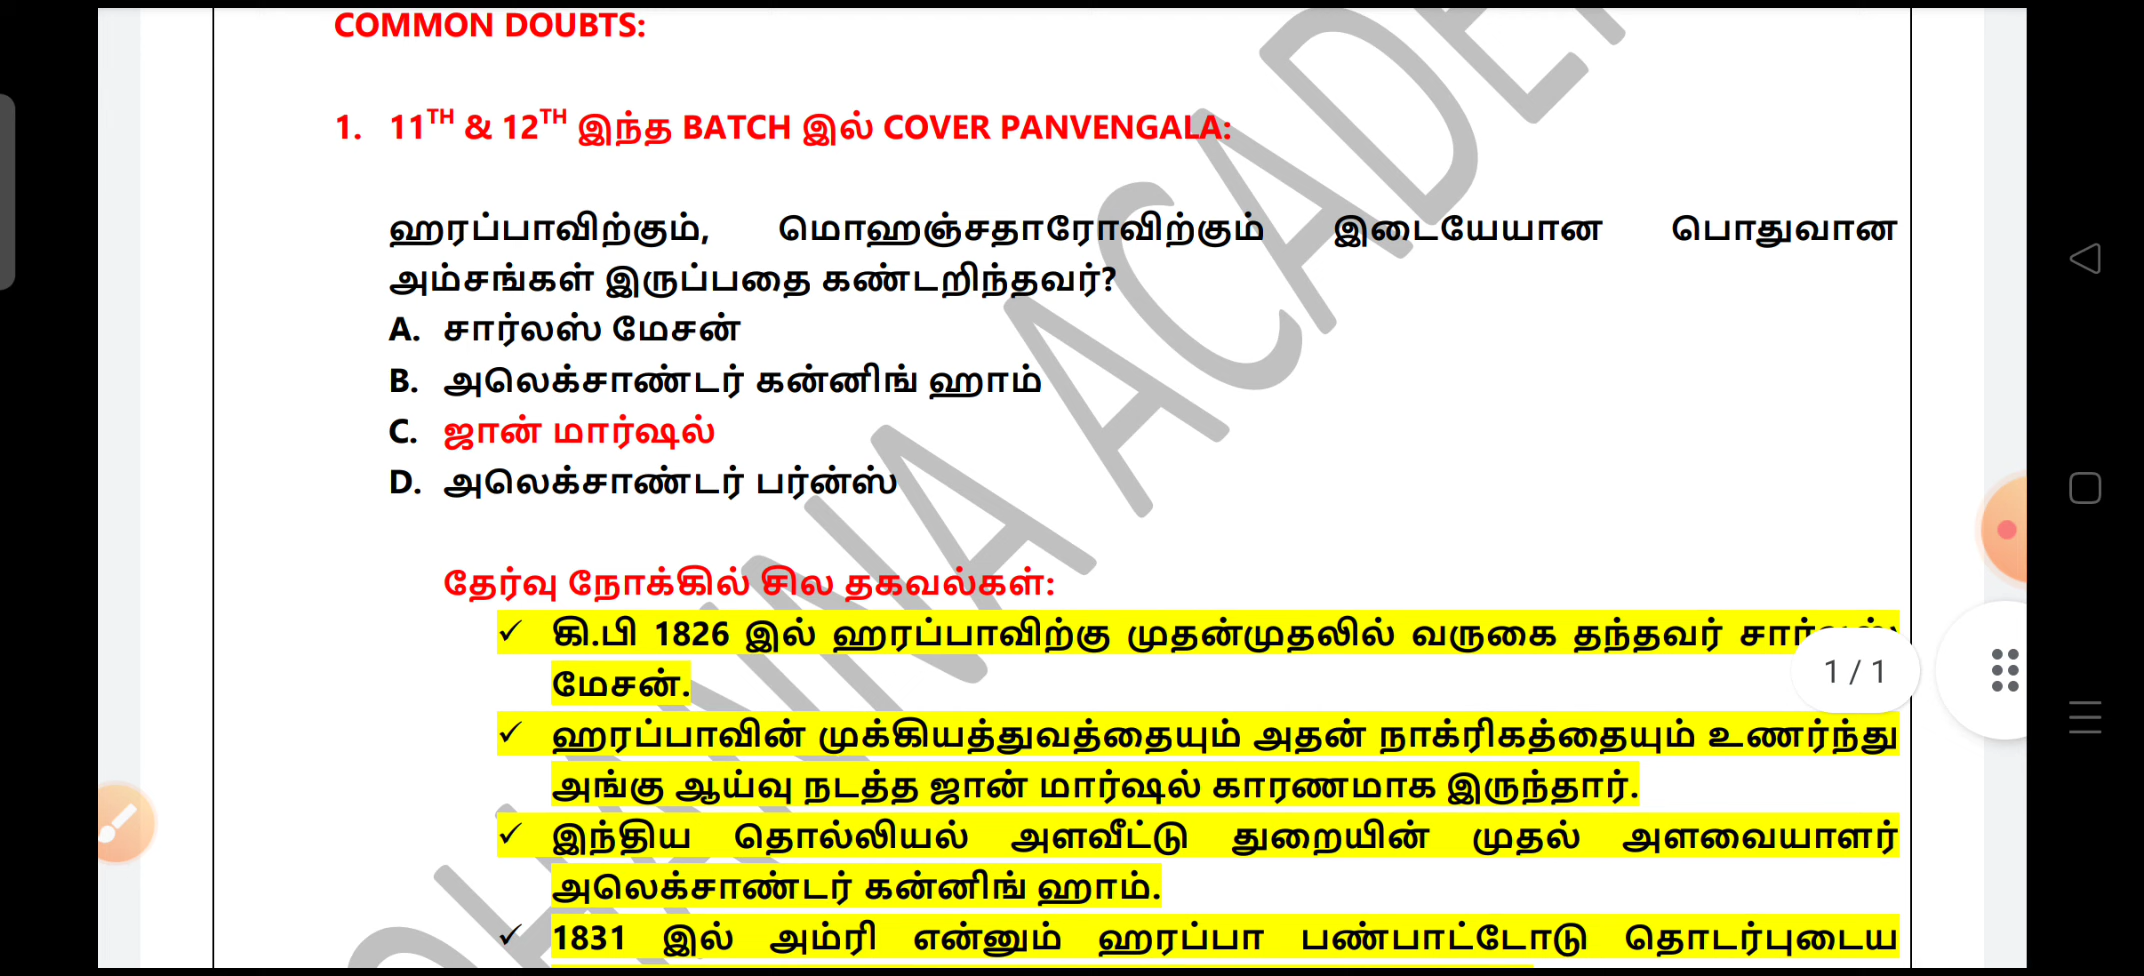 COMMON DOUBTS:
1. 11TH & 12TH இந்த BATCH இல் COVER PANVENGALA:
ஹரப்பாவிற்கும், மொஹஞ்சதாரோவிற்கும் இடையேயான பொதுவான
அம்சங்கள் இருப்பதை கண்டறிந்தவர்?
A. சார்லஸ் மேசன்
B. அலெக்சாண்டர் கன்னிங் ஹாம்
C. ஜான் மார்ஷல்
D. அலெக்சாண்டர் பர்ன்ஸ்
தேர்வு நோக்கில் சில தகவல்கள்:
✓ கி.பி 1826 இல் ஹரப்பாவிற்கு முதன்முதலில் வருகை தந்தவர்
மேசன்.
1 / 1
✓ ஹரப்பாவின் முக்கியத்துவத்தையும் அதன் நாக்ரிகத்தையும் உணர்ந்து
அங்கு ஆய்வு நடத்த ஜான் மார்ஷல் காரணமாக இருந்தார்.
✓ இந்திய தொல்லியல் அளவீட்டு துறையின் முதல் அளவையாளர்
அலெக்சாண்டர் கன்னிங் ஹாம்.
✓ 1831 இல் அம்ரி என்னும் ஹரப்பா பண்பாட்டோடு தொடர்புடைய